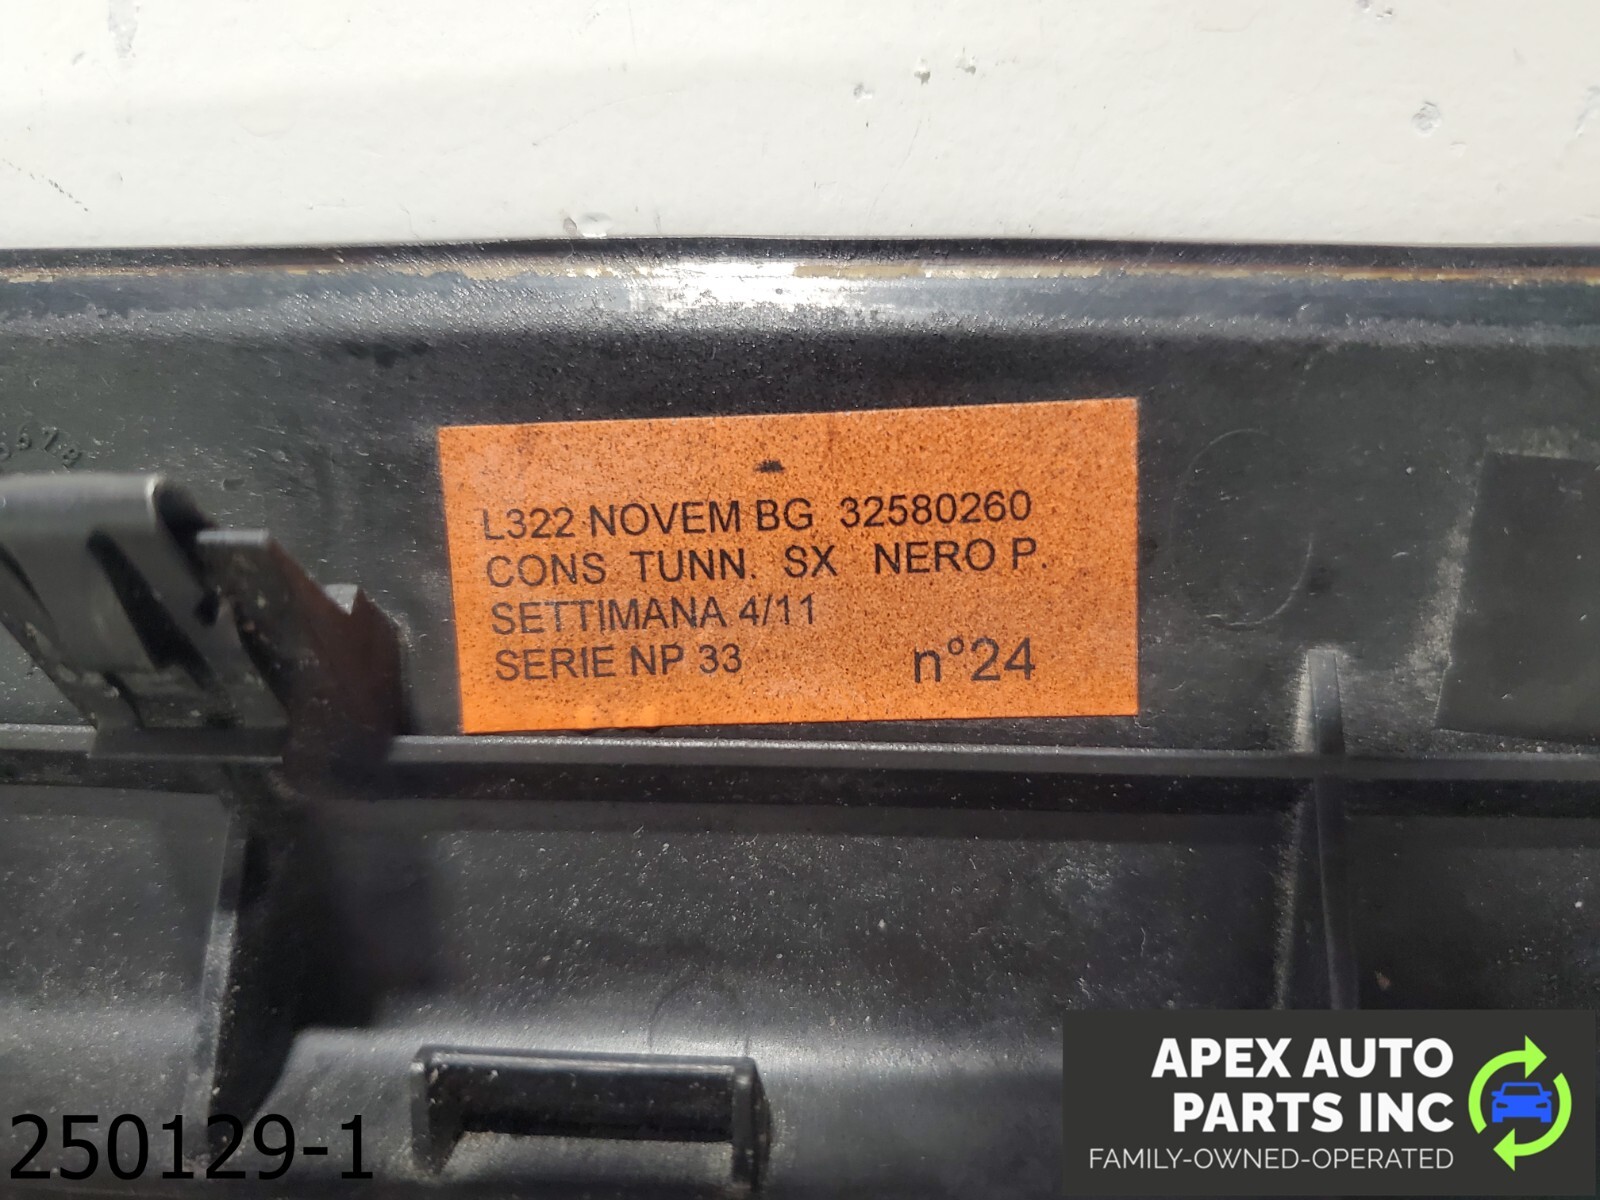 L322 NOVEM BG 32580260
CONS TUNN. SX NERO P.
SETTIMANA 4/11
SERIE NP 33 n°24
250129-1
APEX AUTO
PARTS INC
FAMILY-OWNED-OPERATED